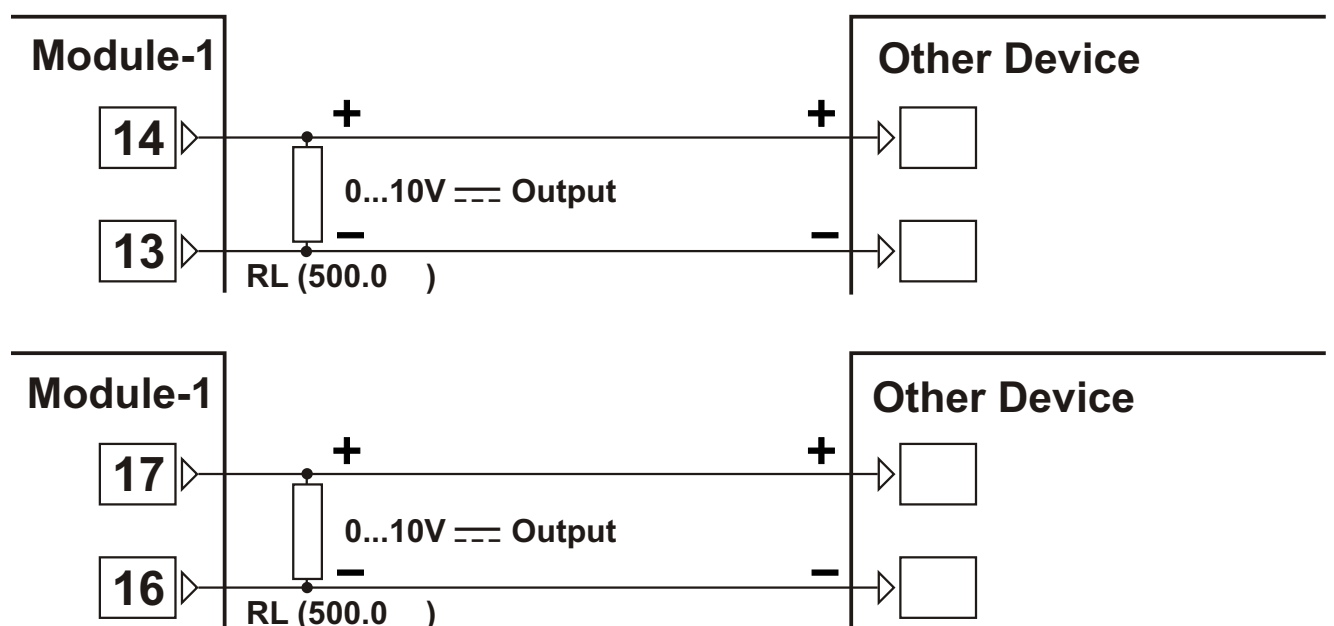 Module-1
Other Device
14
+
+
0...10V ⎓ Output
13
−
−
RL (500.0    )
Module-1
Other Device
17
+
+
0...10V ⎓ Output
16
−
−
RL (500.0    )